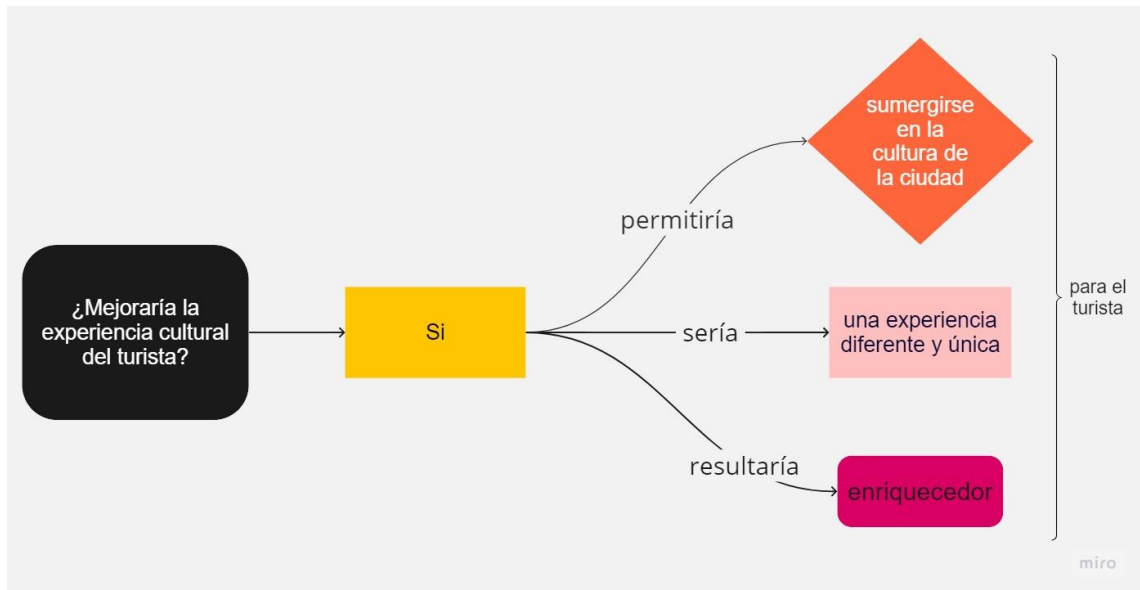 ¿Mejoraría la
experiencia cultural
del turista?
Si
permitiría
sumergirse
en la
cultura de
la ciudad
sería
una experiencia
diferente y única
resultaría
enriquecedor
para el
turista
miro